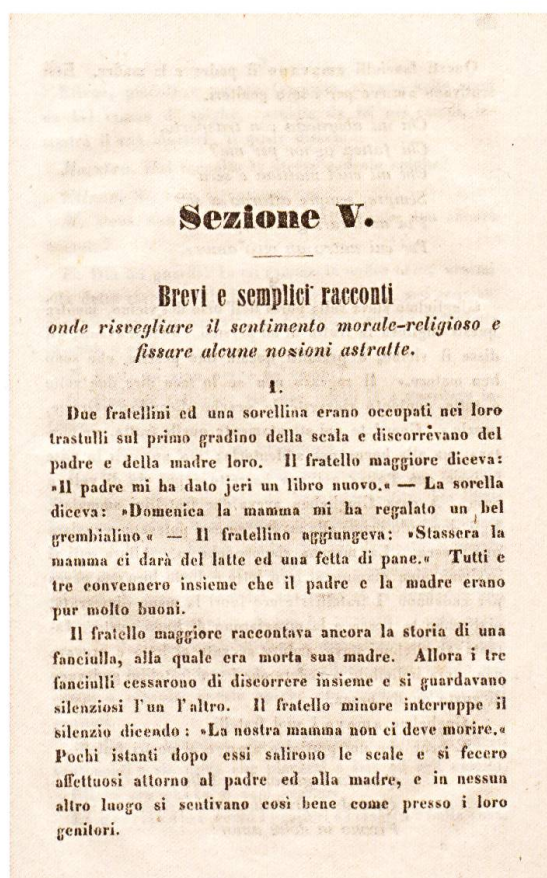 Sezione V.
Brevi e semplici racconti
onde risvegliare il sentimento morale-religioso e
fissare alcune nozioni astratte.
1.
Due fratellini ed una sorellina erano occupati nei loro
trastulli sul primo gradino della scala e discorrevano del
padre e della madre loro. Il fratello maggiore diceva:
»Il padre mi ha dato jeri un libro nuovo.« — La sorella
diceva: »Domenica la mamma mi ha regalato un bel
grembialino.« — Il fratellino aggiungeva: »Stassera la
mamma ci darà del latte ed una fetta di pane.« Tutti e
tre convennero insieme che il padre e la madre erano
pur molto buoni.
Il fratello maggiore raccontava ancora la storia di una
fanciulla, alla quale era morta sua madre. Allora i tre
fanciulli cessarono di discorrere insieme e si guardavano
silenziosi l'un l'altro. Il fratello minore interruppe il
silenzio dicendo: »La nostra mamma non ci deve morire.«
Pochi istanti dopo essi salirono le scale e si fecero
affettuosi attorno al padre ed alla madre, e in nessun
altro luogo si sentivano così bene come presso i loro
genitori.